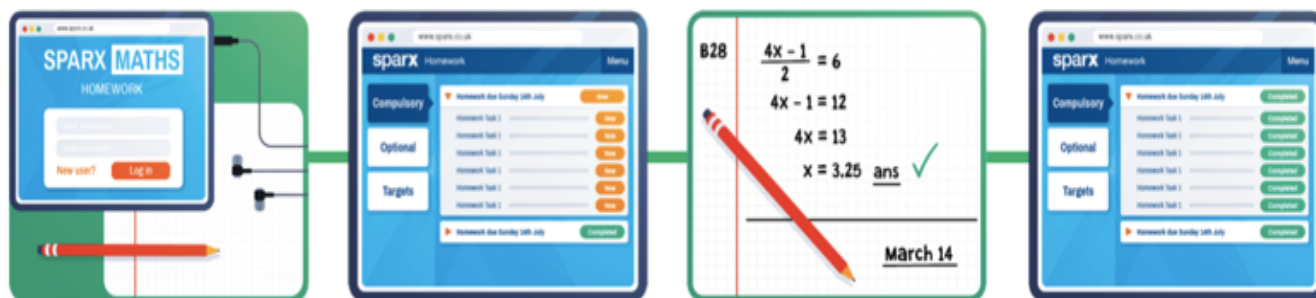 www.sparx.co.uk
SPARX MATHS
HOMEWORK
New user?
Log in
www.sparx.co.uk
sparx Homework
Menu
Compulsory
Optional
Targets
Homework due Sunday 14th July
New
Homework Task 1
New
Homework Task 1
New
Homework Task 1
New
Homework Task 1
New
Homework Task 1
New
Homework Task 1
New
Homework due Sunday 14th July
Completed
B28
4x - 1
2
= 6
4x - 1 = 12
4x = 13
x = 3.25 ans
March 14
www.sparx.co.uk
sparx Homework
Menu
Compulsory
Optional
Targets
Homework due Sunday 14th July
Completed
Homework Task 1
Completed
Homework Task 1
Completed
Homework Task 1
Completed
Homework Task 1
Completed
Homework Task 1
Completed
Homework Task 1
Completed
Homework due Sunday 14th July
Completed